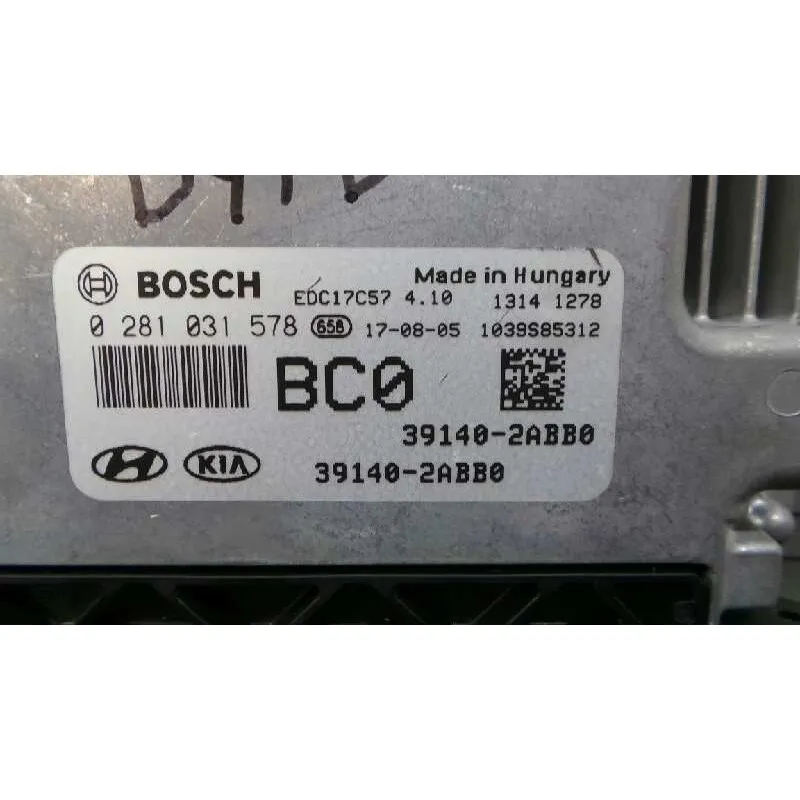 BOSCH Made in Hungary
EDC17C57 4.10 1314 1278
0 281 031 578 658 17-08-05 1039S85312
BC0
39140-2ABB0
KIA 39140-2ABB0